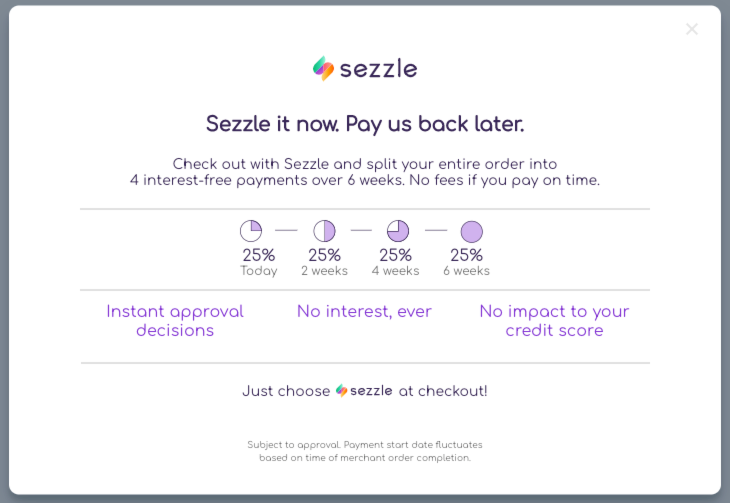 sezzle
Sezzle it now. Pay us back later.
Check out with Sezzle and split your entire order into
4 interest-free payments over 6 weeks. No fees if you pay on time.
25% 25% 25% 25%
Today 2 weeks 4 weeks 6 weeks
Instant approval
decisions
No interest, ever
No impact to your
credit score
Just choose sezzle at checkout!
Subject to approval. Payment start date fluctuates
based on time of merchant order completion.